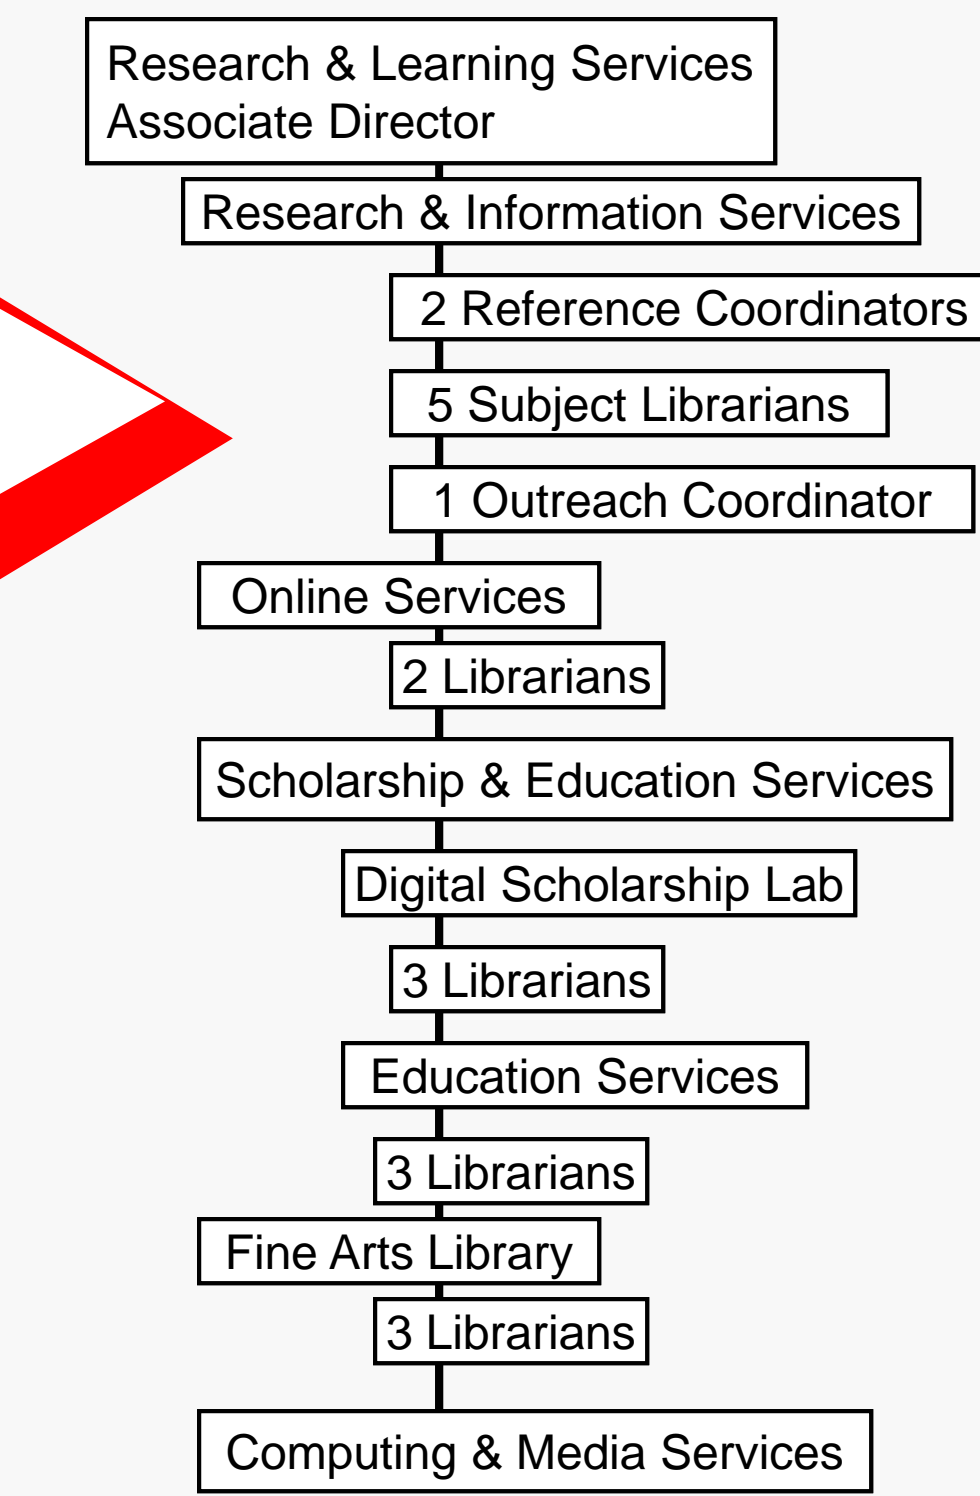 Research & Learning Services
Associate Director
Research & Information Services
2 Reference Coordinators
5 Subject Librarians
1 Outreach Coordinator
Online Services
2 Librarians
Scholarship & Education Services
Digital Scholarship Lab
3 Librarians
Education Services
3 Librarians
Fine Arts Library
3 Librarians
Computing & Media Services